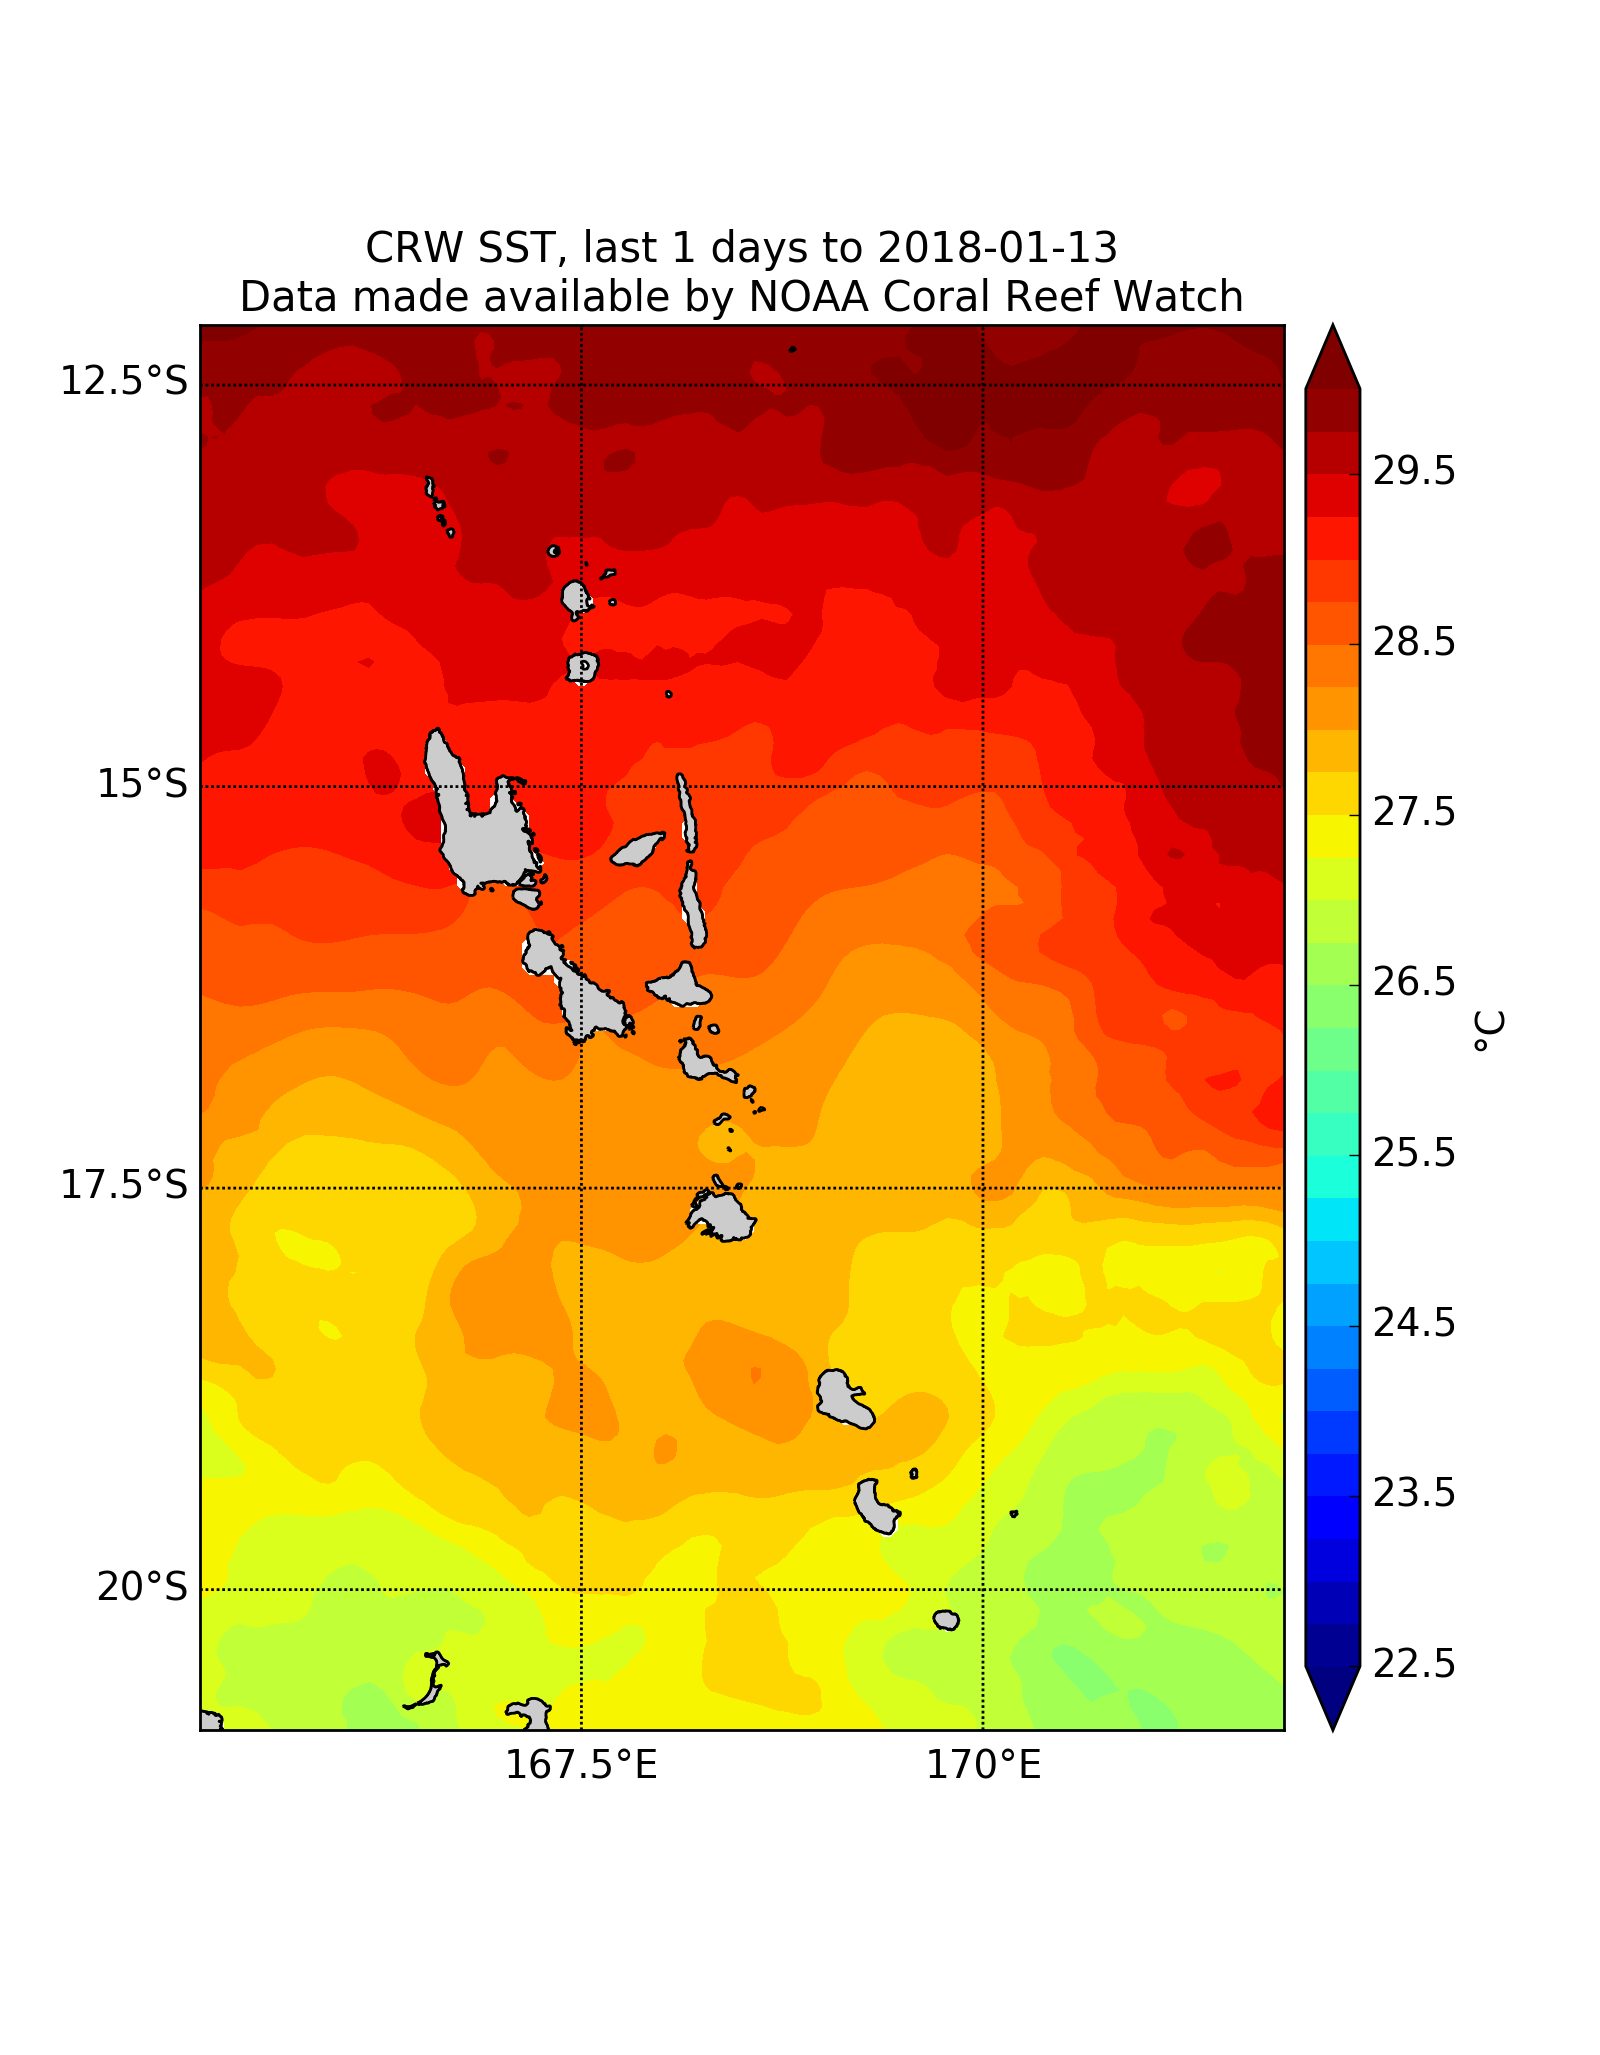 CRW SST, last 1 days to 2018-01-13
Data made available by NOAA Coral Reef Watch
12.5°S
15°S
17.5°S
20°S
167.5°E
170°E
29.5
28.5
27.5
26.5
25.5
24.5
23.5
22.5
°C